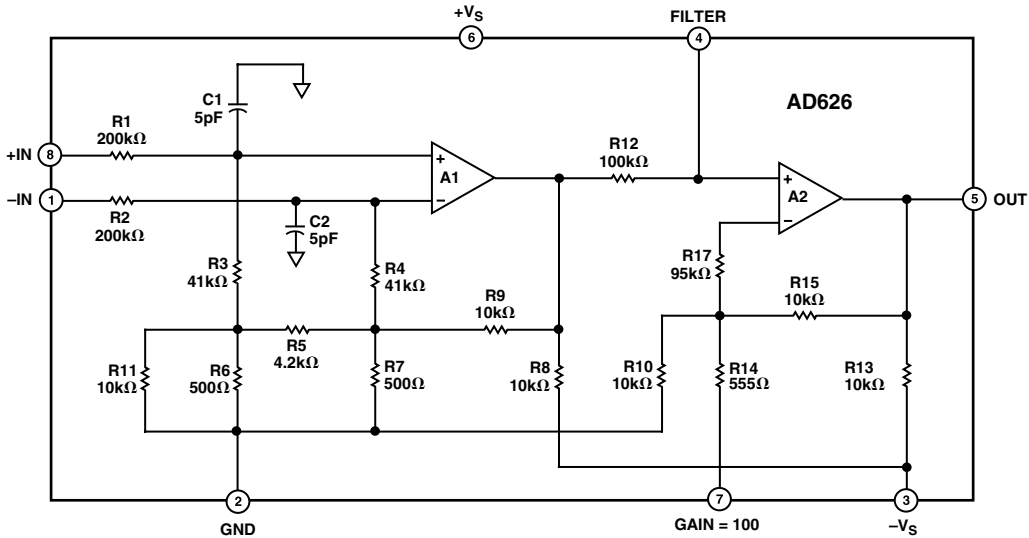 +VS
6
FILTER
4
AD626
C1
5pF
R1
200kΩ
+IN
8
−IN
1
R2
200kΩ
+
A1
−
C2
5pF
R12
100kΩ
+
A2
−
5
OUT
R3
41kΩ
R4
41kΩ
R17
95kΩ
R9
10kΩ
R15
10kΩ
R5
4.2kΩ
R11
10kΩ
R6
500Ω
R7
500Ω
R8
10kΩ
R10
10kΩ
R14
555Ω
R13
10kΩ
2
GND
7
GAIN = 100
3
−VS